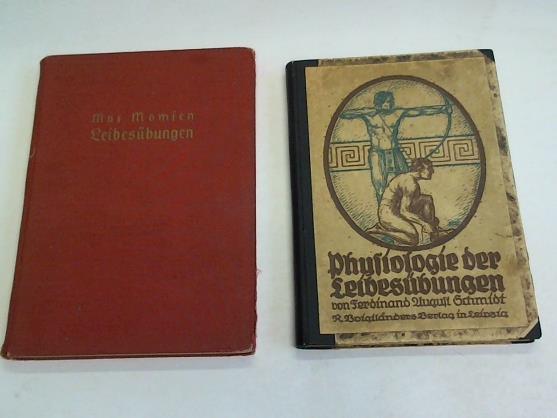 Max Momsen
Leibesübungen
Physiologie der
Leibesübungen
von Ferdinand August Schmidt
R. Voigtländers Verlag in Leipzig